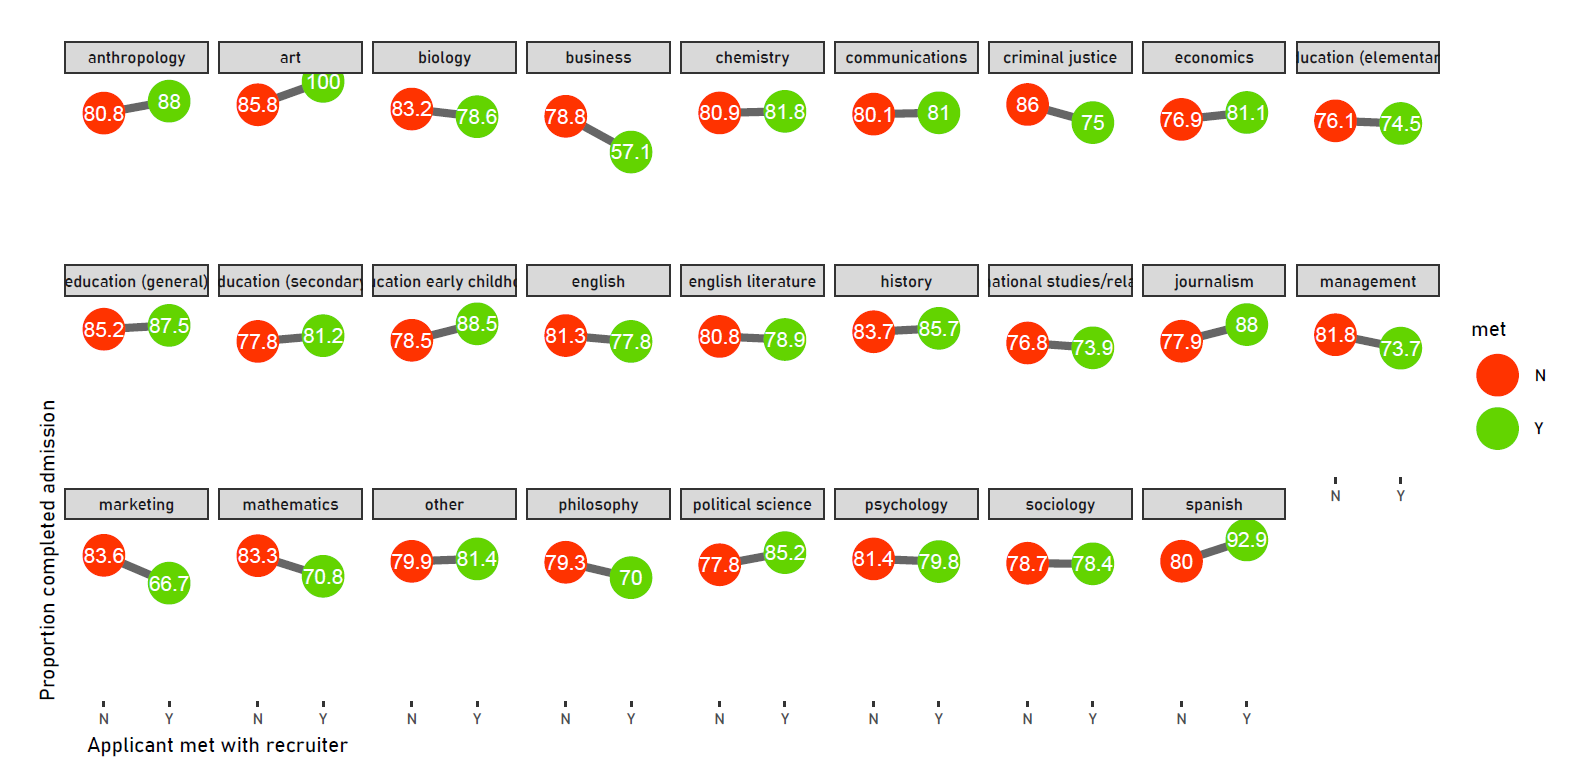 anthropology art biology business chemistry communications criminal justice economics lucation (elementar
80.8 88 85.8 100 83.2 78.6 78.8 57.1 80.9 81.8 80.1 81 86 75 76.9 81.1 76.1 74.5
education (general) ducation (secondary ucation early childho english english literature history national studies/rela journalism management
85.2 87.5 77.8 81.2 78.5 88.5 81.3 77.8 80.8 78.9 83.7 85.7 76.8 73.9 77.9 88 81.8 73.7
met
N
Y
N Y
marketing mathematics other philosophy political science psychology sociology spanish
83.6 66.7 83.3 70.8 79.9 81.4 79.3 70 77.8 85.2 81.4 79.8 78.7 78.4 80 92.9
N Y N Y N Y N Y N Y N Y N Y N Y
Applicant met with recruiter
Proportion completed admission